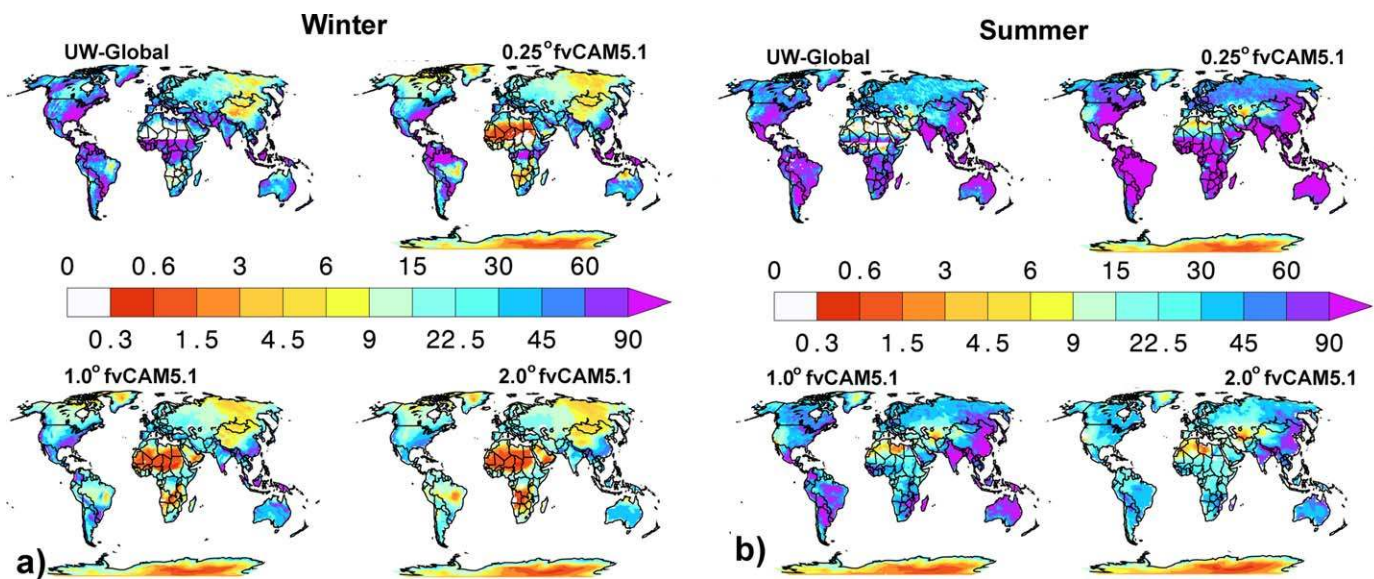 Winter
UW-Global 0.25° fvCAM5.1
0 0.6 3 6 15 30 60
0.3 1.5 4.5 9 22.5 45 90
1.0° fvCAM5.1 2.0° fvCAM5.1
a)
Summer
UW-Global 0.25° fvCAM5.1
0 0.6 3 6 15 30 60
0.3 1.5 4.5 9 22.5 45 90
1.0° fvCAM5.1 2.0° fvCAM5.1
b)